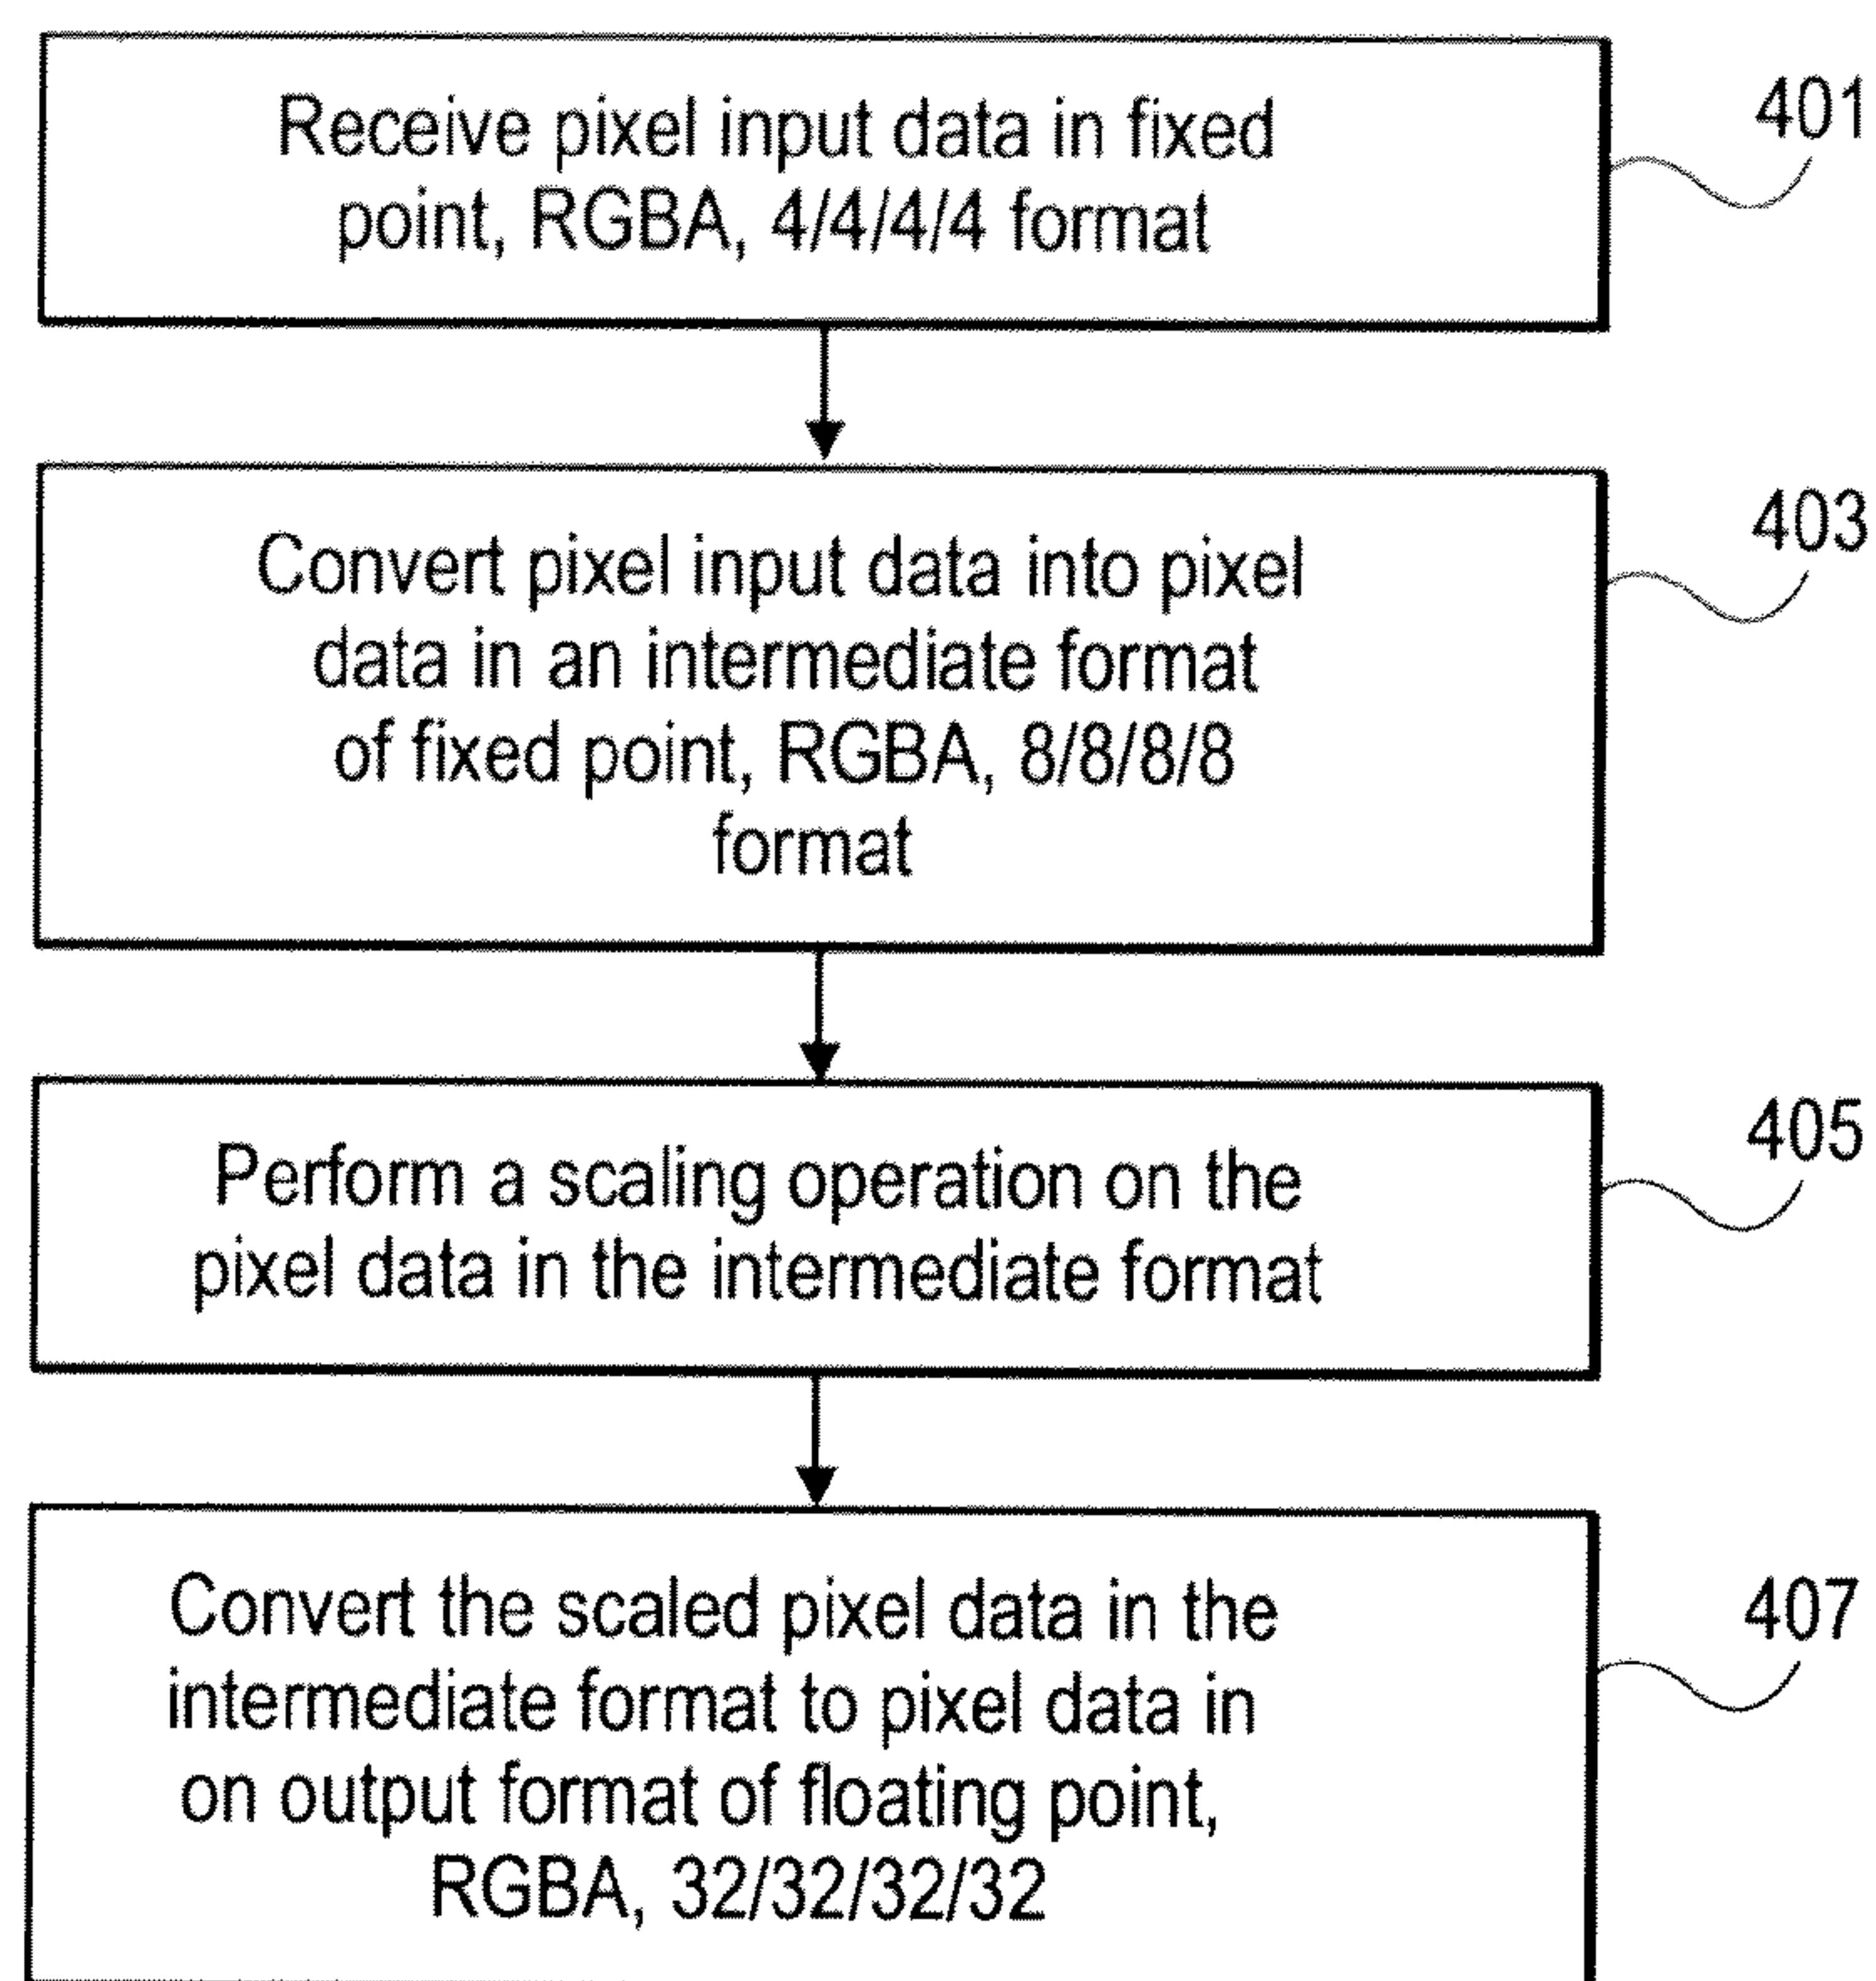 Receive pixel input data in fixed
point, RGBA, 4/4/4/4 format
401
Convert pixel input data into pixel
data in an intermediate format
of fixed point, RGBA, 8/8/8/8
format
403
Perform a scaling operation on the
pixel data in the intermediate format
405
Convert the scaled pixel data in the
intermediate format to pixel data in
on output format of floating point,
RGBA, 32/32/32/32
407